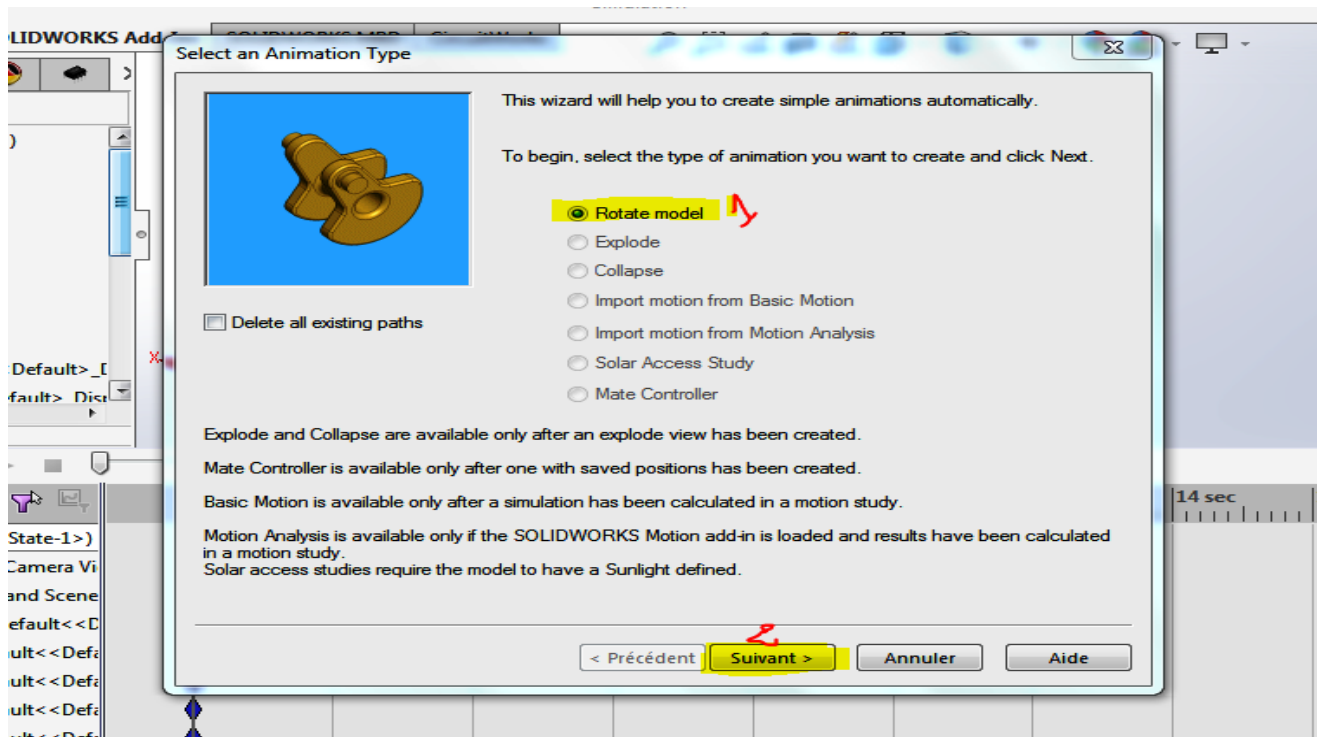 LIDWORKS Add
Select an Animation Type
This wizard will help you to create simple animations automatically.
To begin, select the type of animation you want to create and click Next.
Rotate model 1
Explode
Collapse
Import motion from Basic Motion
Delete all existing paths
Import motion from Motion Analysis
Solar Access Study
Mate Controller
<Default>_D
fault>_Disp
Explode and Collapse are available only after an explode view has been created.
Mate Controller is available only after one with saved positions has been created.
Basic Motion is available only after a simulation has been calculated in a motion study.
14 sec
Motion Analysis is available only if the SOLIDWORKS Motion add-in is loaded and results have been calculated
in a motion study.
Solar access studies require the model to have a Sunlight defined.
State-1>)
Camera Vi
and Scene
efault<<D
ult<<Defa
ult<<Defa
ult<<Defa
2
< Précédent
Suivant >
Annuler
Aide